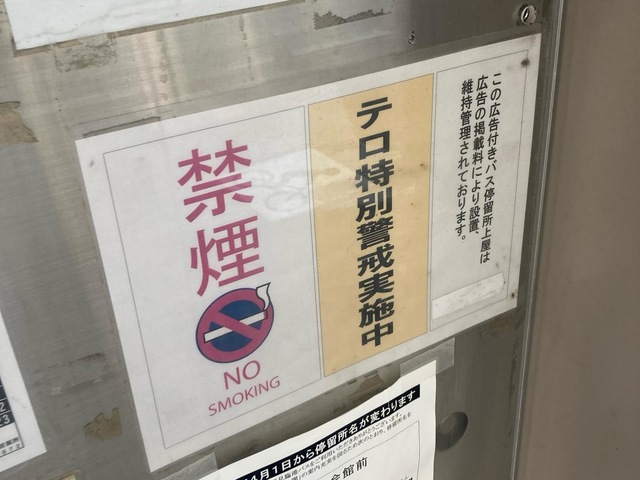 この広告付きバス停留所上屋は
広告の掲載料により設置、
維持管理されております。
テロ特別警戒実施中
禁煙
NO
SMOKING
月1日から停留所名が変わります
会館前